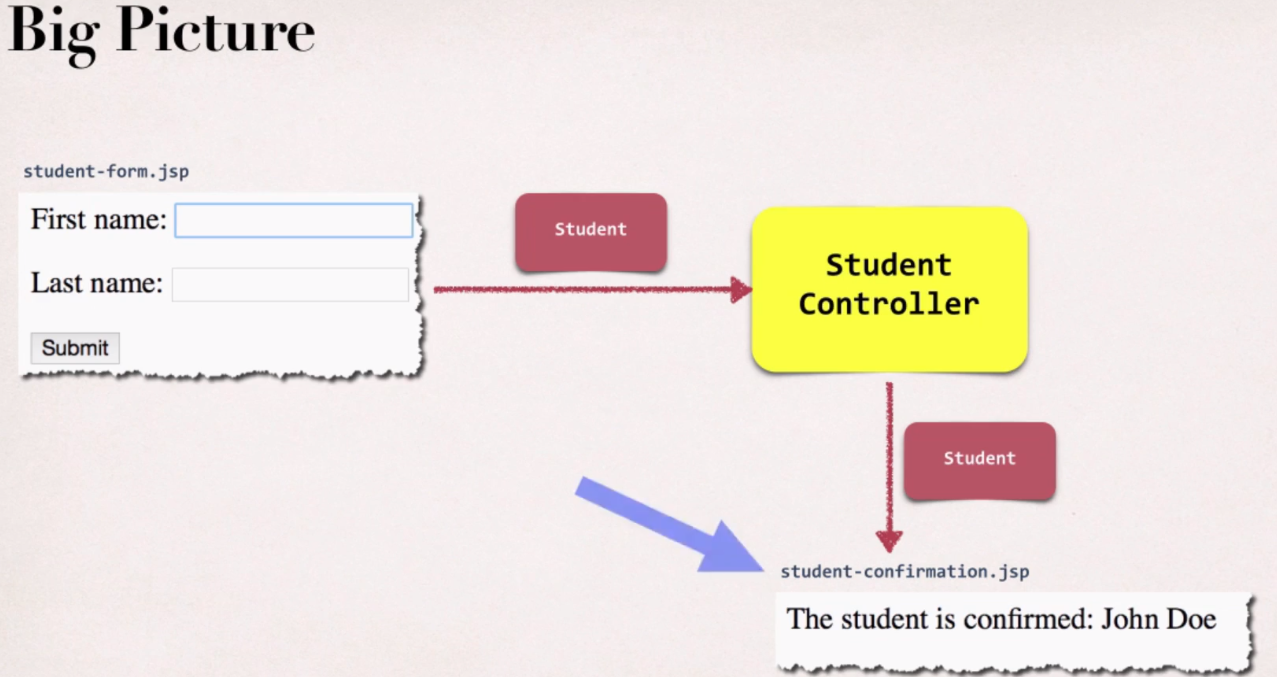 Big Picture
student-form.jsp
First name:
Last name:
Submit
Student
Student
Controller
Student
student-confirmation.jsp
The student is confirmed: John Doe